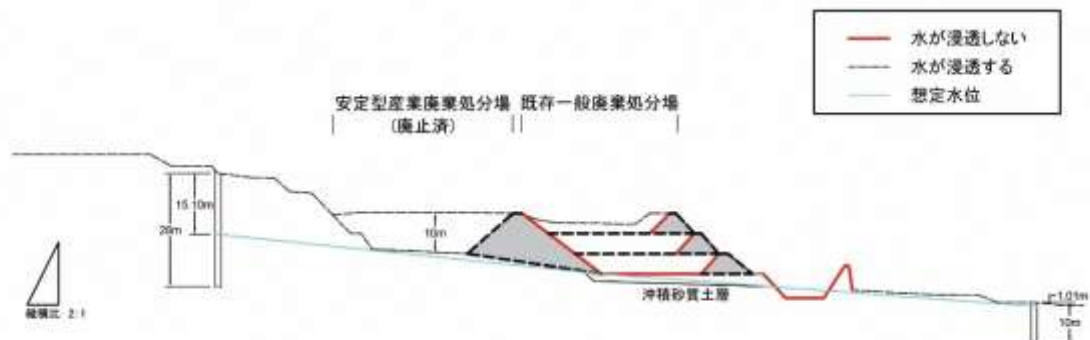 水が浸透しない
水が浸透する
想定水位
安定型産業廃棄処分場 既存一般廃棄処分場
(廃止済)
15.10m
28m
10m
沖積砂質土層
縦横比 2:1
1.01m
10m